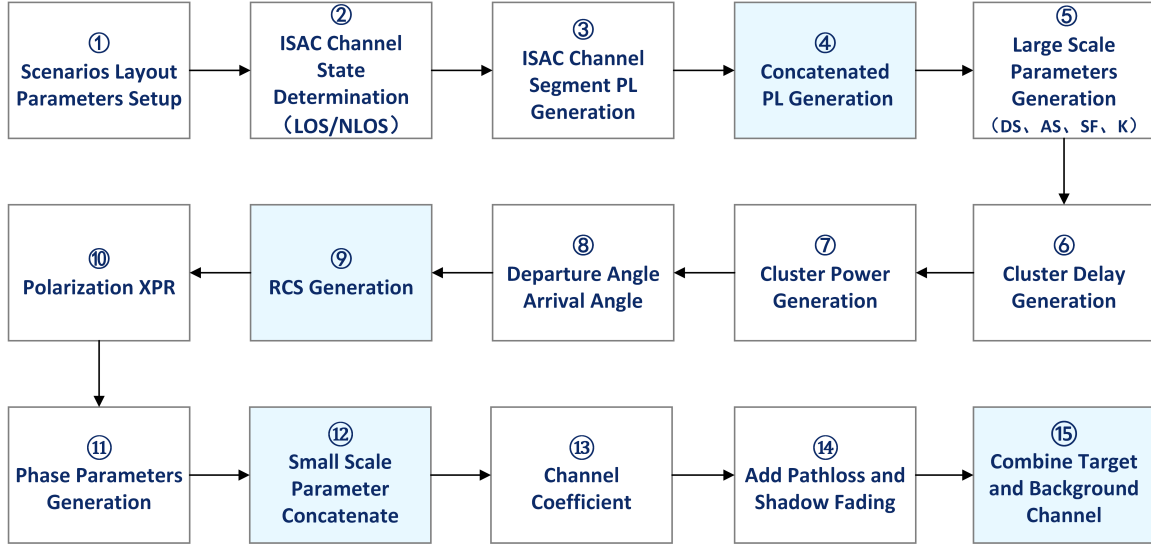 ①
Scenarios Layout
Parameters Setup
②
ISAC Channel
State
Determination
（LOS/NLOS）
③
ISAC Channel
Segment PL
Generation
④
Concatenated
PL Generation
⑤
Large Scale
Parameters
Generation
（DS、AS、SF、K）
⑩
Polarization XPR
⑨
RCS Generation
⑧
Departure Angle
Arrival Angle
⑦
Cluster Power
Generation
⑥
Cluster Delay
Generation
⑪
Phase Parameters
Generation
⑫
Small Scale
Parameter
Concatenate
⑬
Channel
Coefficient
⑭
Add Pathloss and
Shadow Fading
⑮
Combine Target
and Background
Channel